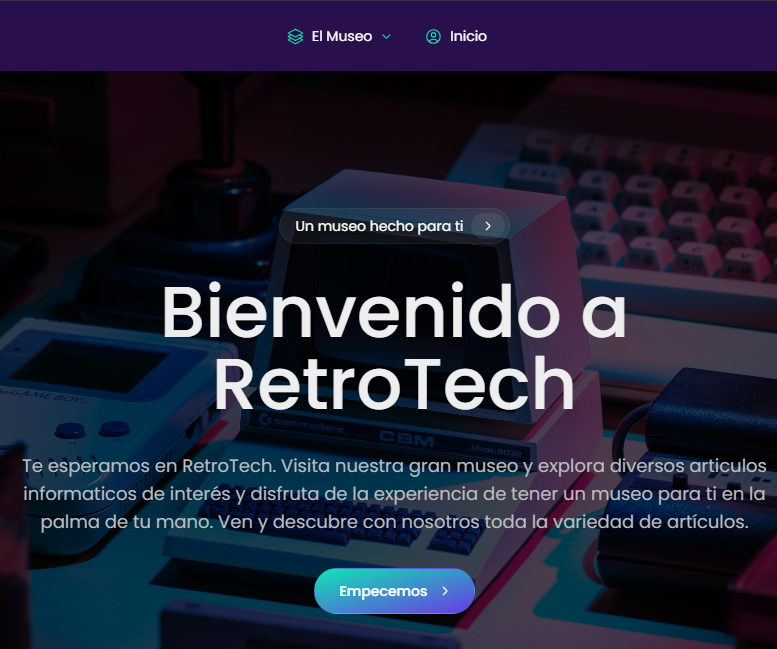 El Museo
Inicio
Un museo hecho para ti
Bienvenido a
RetroTech
GAME BOY
commodore
CBM
Model 8032
Te esperamos en RetroTech. Visita nuestra gran museo y explora diversos articulos
informaticos de interés y disfruta de la experiencia de tener un museo para ti en la
palma de tu mano. Ven y descubre con nosotros toda la variedad de artículos.
Empecemos